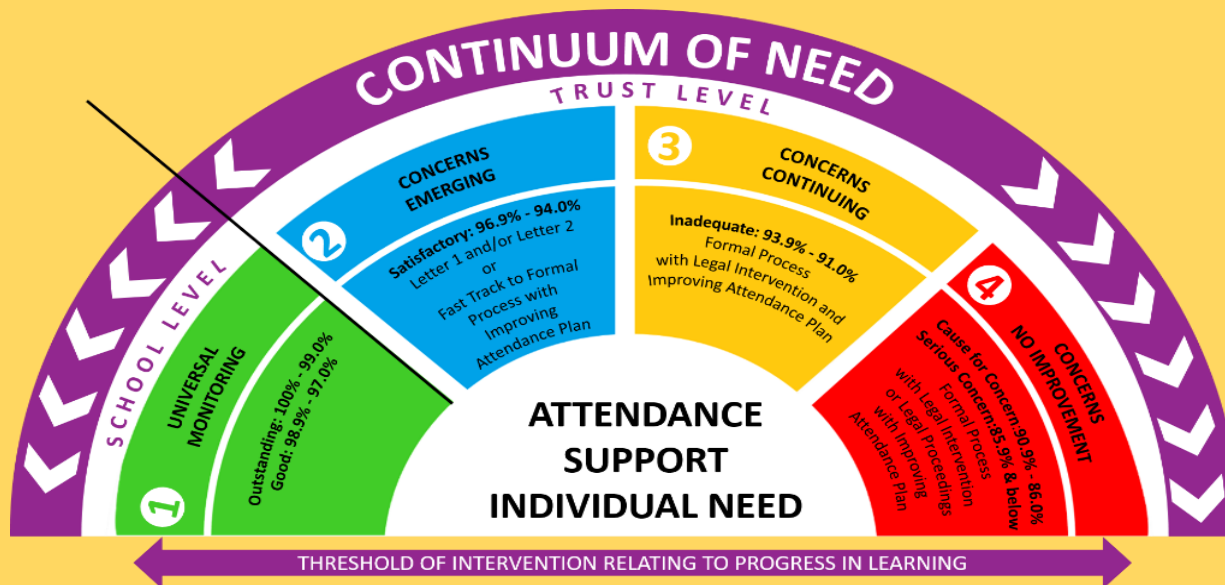 CONTINUUM OF NEED
TRUST LEVEL
SCHOOL LEVEL
1
UNIVERSAL
MONITORING
Outstanding: 100% - 99.0%
Good: 98.9% - 97.0%
2
CONCERNS
EMERGING
Satisfactory: 96.9% - 94.0%
Letter 1 and/or Letter 2
or
Fast Track to Formal
Process with
Improving
Attendance Plan
3
CONCERNS
CONTINUING
Inadequate: 93.9% - 91.0%
Formal Process
with Legal Intervention and
Improving Attendance Plan
4
CONCERNS
NO IMPROVEMENT
Cause for Concern:90.9% - 86.0%
Serious Concern:85.9% & below
Formal Process
with Legal Intervention
or Legal Proceedings
with Improving
Attendance Plan
ATTENDANCE
SUPPORT
INDIVIDUAL NEED
THRESHOLD OF INTERVENTION RELATING TO PROGRESS IN LEARNING